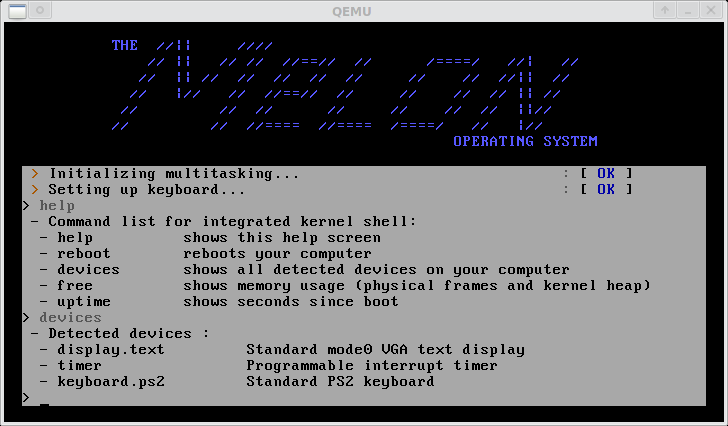 QEMU
THE
MELON
OPERATING SYSTEM
> Initializing multitasking... : [ OK ]
> Setting up keyboard... : [ OK ]
> help
- Command list for integrated kernel shell:
- help shows this help screen
- reboot reboots your computer
- devices shows all detected devices on your computer
- free shows memory usage (physical frames and kernel heap)
- uptime shows seconds since boot
> devices
- Detected devices :
- display.text Standard mode0 VGA text display
- timer Programmable interrupt timer
- keyboard.ps2 Standard PS2 keyboard
> _